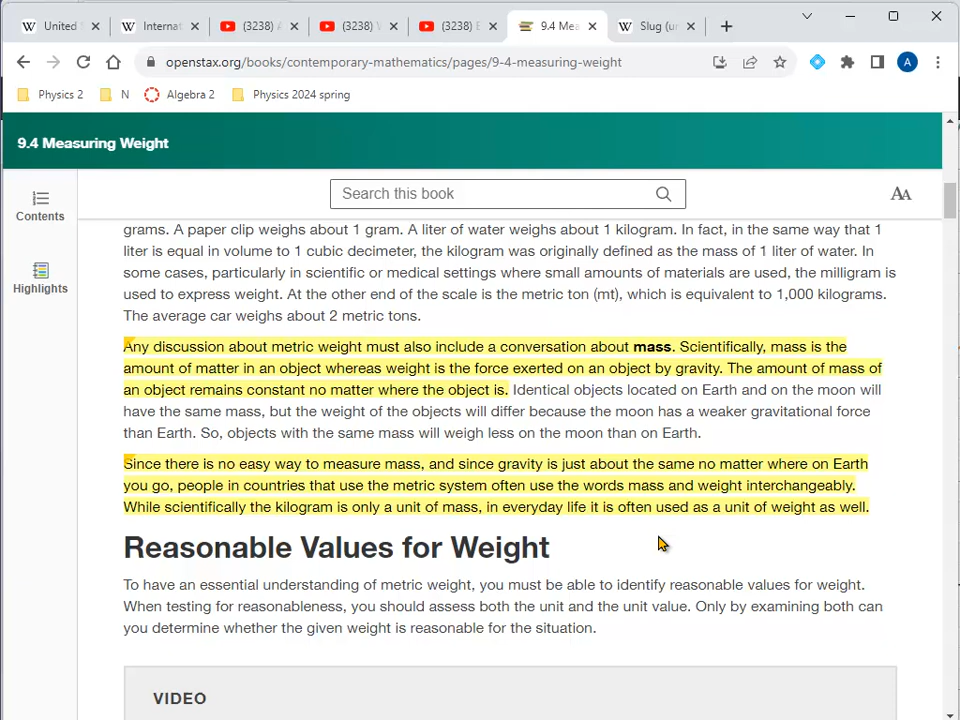 United
Internat
(3238) A
(3238) V
(3238) E
9.4 Mea
Slug (un
openstax.org/books/contemporary-mathematics/pages/9-4-measuring-weight
A
Physics 2
N
Algebra 2
Physics 2024 spring
9.4 Measuring Weight
Contents
Search this book
AA
Highlights
grams. A paper clip weighs about 1 gram. A liter of water weighs about 1 kilogram. In fact, in the same way that 1
liter is equal in volume to 1 cubic decimeter, the kilogram was originally defined as the mass of 1 liter of water. In
some cases, particularly in scientific or medical settings where small amounts of materials are used, the milligram is
used to express weight. At the other end of the scale is the metric ton (mt), which is equivalent to 1,000 kilograms.
The average car weighs about 2 metric tons.
Any discussion about metric weight must also include a conversation about mass. Scientifically, mass is the
amount of matter in an object whereas weight is the force exerted on an object by gravity. The amount of mass of
an object remains constant no matter where the object is. Identical objects located on Earth and on the moon will
have the same mass, but the weight of the objects will differ because the moon has a weaker gravitational force
than Earth. So, objects with the same mass will weigh less on the moon than on Earth.
Since there is no easy way to measure mass, and since gravity is just about the same no matter where on Earth
you go, people in countries that use the metric system often use the words mass and weight interchangeably.
While scientifically the kilogram is only a unit of mass, in everyday life it is often used as a unit of weight as well.
Reasonable Values for Weight
To have an essential understanding of metric weight, you must be able to identify reasonable values for weight.
When testing for reasonableness, you should assess both the unit and the unit value. Only by examining both can
you determine whether the given weight is reasonable for the situation.
VIDEO